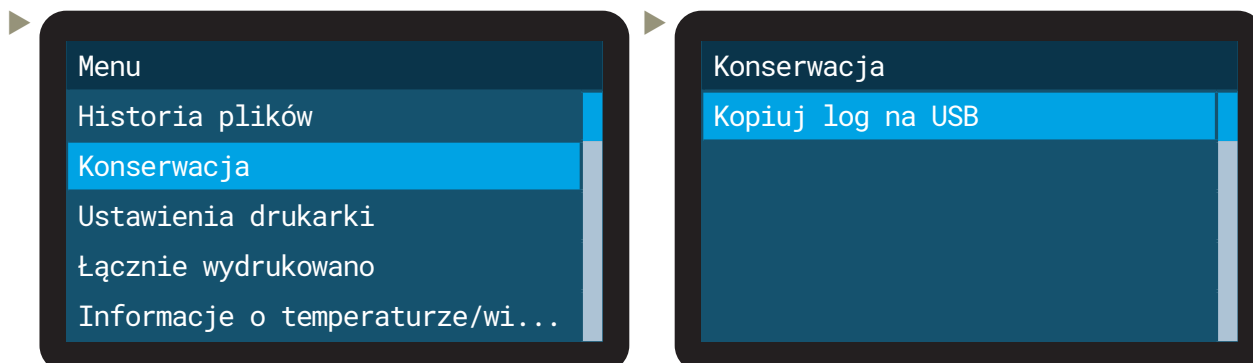 Menu
Historia plików
Konserwacja
Ustawienia drukarki
Łącznie wydrukowano
Informacje o temperaturze/wi...
Konserwacja
Kopiuj log na USB